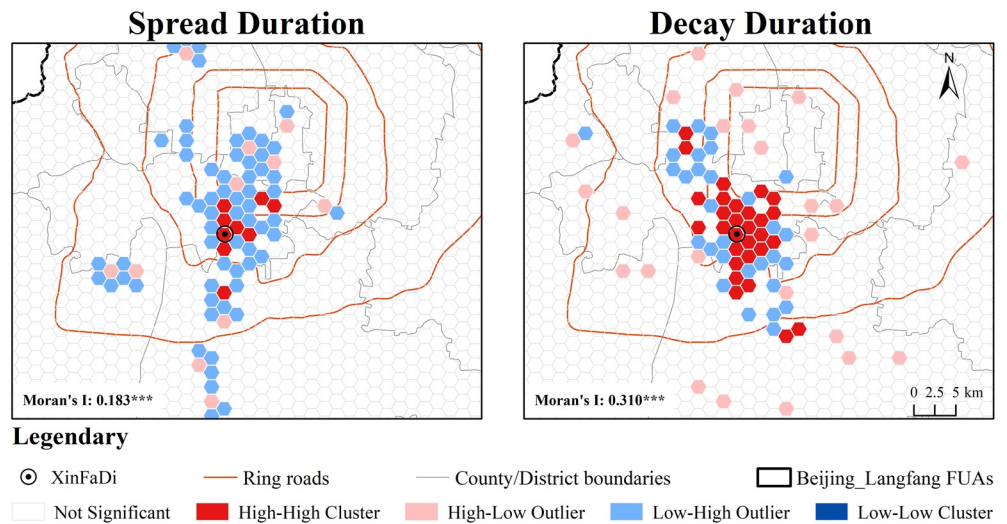 Spread Duration
Decay Duration
N
Moran's I: 0.183***
Moran's I: 0.310***
0 2.5 5 km
Legendary
XinFaDi
Ring roads
County/District boundaries
Beijing_Langfang FUAs
Not Significant
High-High Cluster
High-Low Outlier
Low-High Outlier
Low-Low Cluster